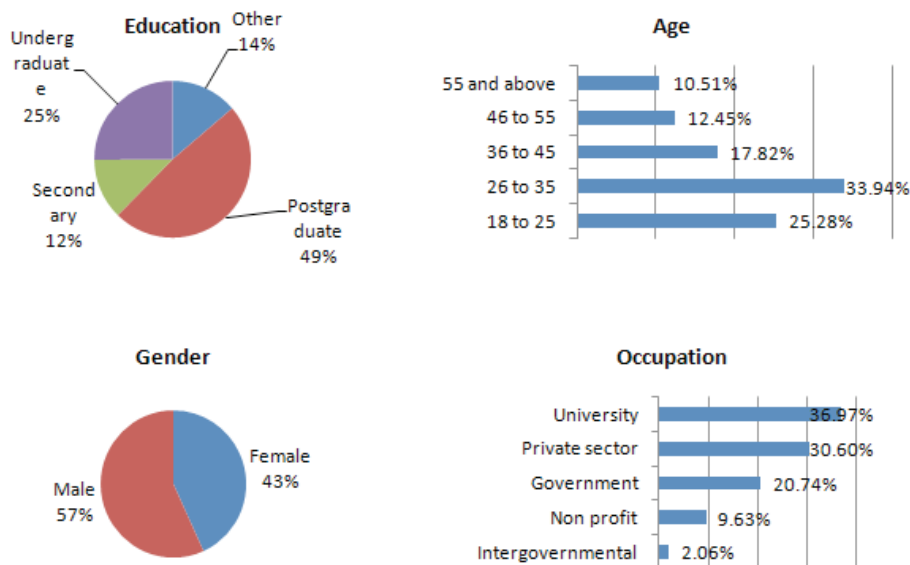 Education
Other
14%
Underg
raduat
e
25%
Second
ary
12%
Postgra
duate
49%
Age
55 and above
10.51%
46 to 55
12.45%
36 to 45
17.82%
26 to 35
33.94%
18 to 25
25.28%
Gender
Female
43%
Male
57%
Occupation
University
36.97%
Private sector
30.60%
Government
20.74%
Non profit
9.63%
Intergovernmental
2.06%